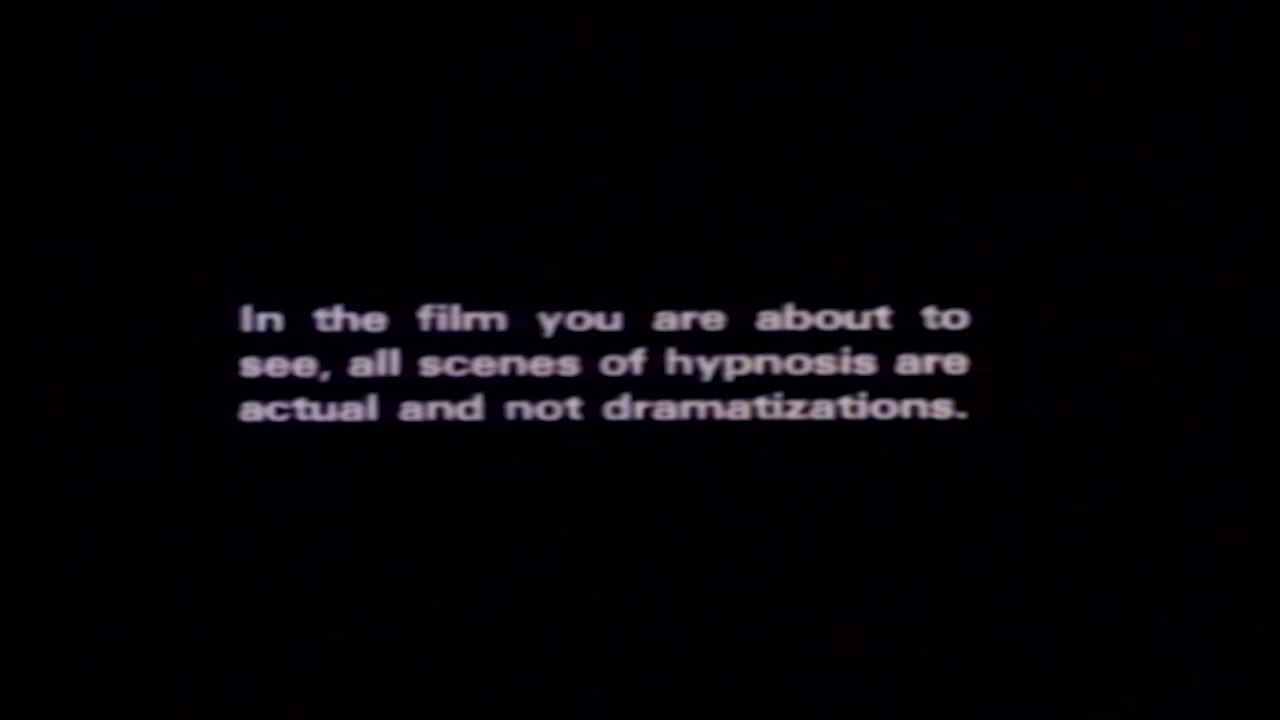 In the film you are about to
see, all scenes of hypnosis are
actual and not dramatizations.